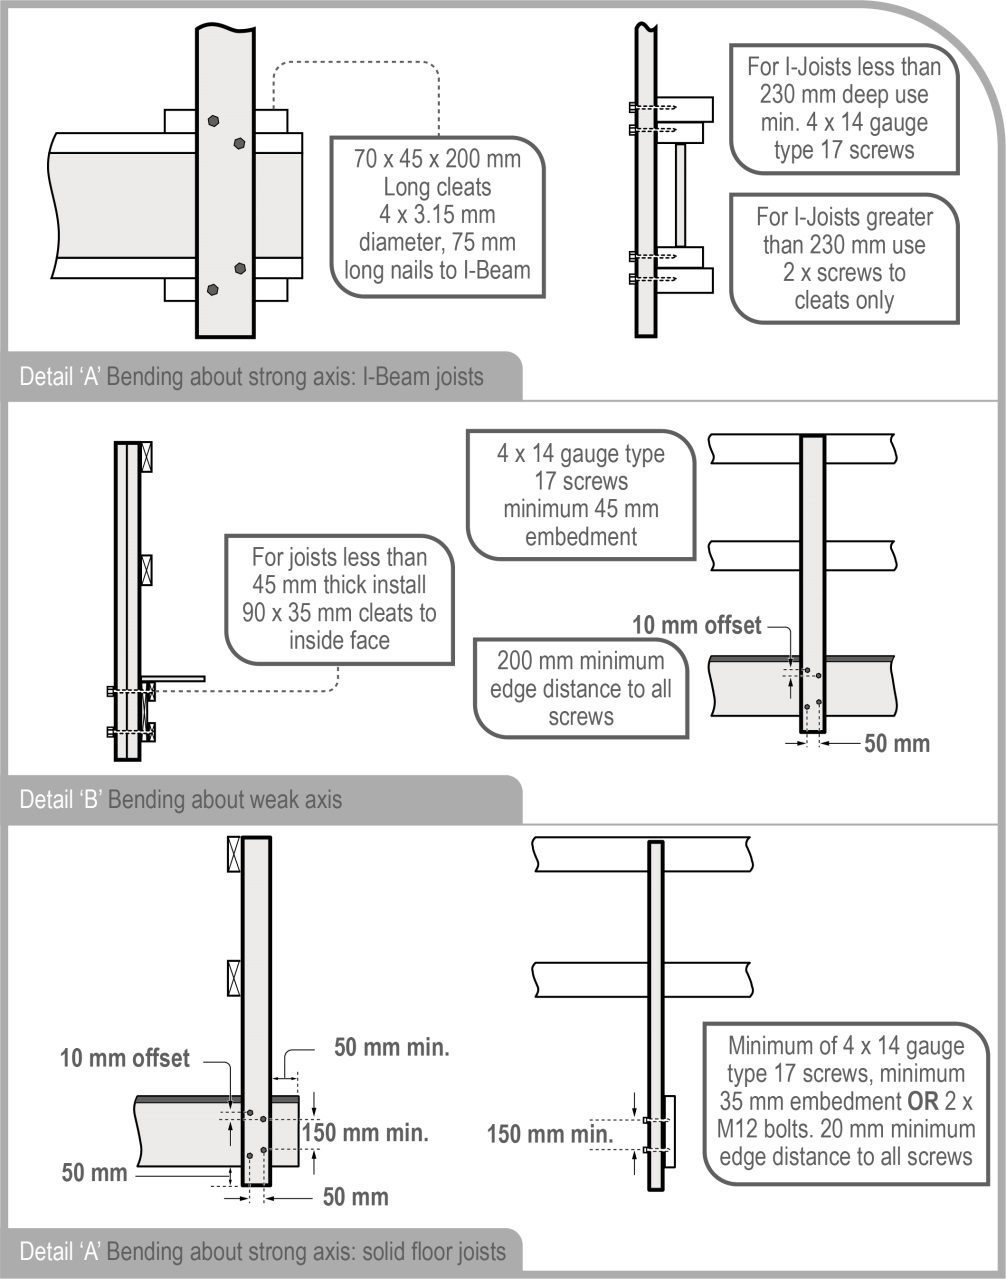 For I-Joists less than
230 mm deep use
min. 4 x 14 gauge
type 17 screws
70 x 45 x 200 mm
Long cleats
4 x 3.15 mm
diameter, 75 mm
long nails to I-Beam
For I-Joists greater
than 230 mm use
2 x screws to
cleats only
Detail ‘A’ Bending about strong axis: I-Beam joists
4 x 14 gauge type
17 screws
minimum 45 mm
embedment
For joists less than
45 mm thick install
90 x 35 mm cleats to
inside face
10 mm offset
200 mm minimum
edge distance to all
screws
50 mm
Detail ‘B’ Bending about weak axis
10 mm offset
50 mm min.
150 mm min.
50 mm
50 mm
150 mm min.
Minimum of 4 x 14 gauge
type 17 screws, minimum
35 mm embedment OR 2 x
M12 bolts. 20 mm minimum
edge distance to all screws
Detail ‘A’ Bending about strong axis: solid floor joists